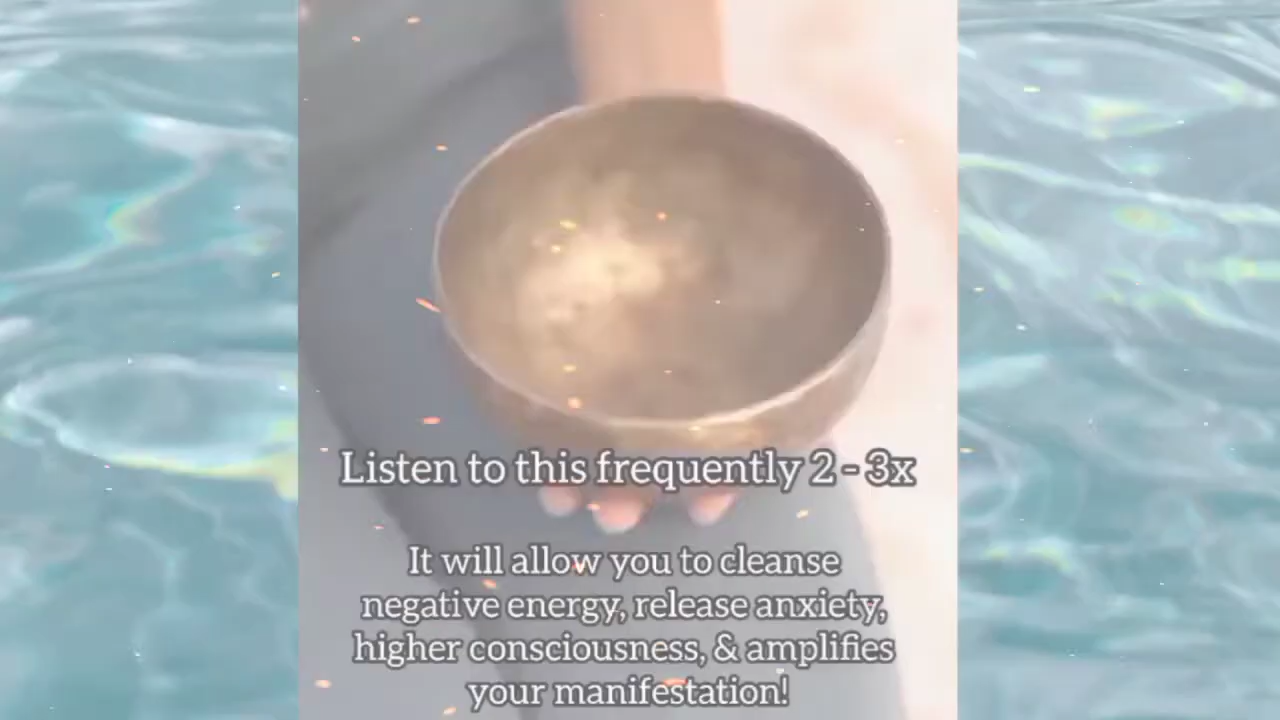 Listen to this frequently 2 - 3x
It will allow you to cleanse
negative energy, release anxiety,
higher consciousness, & amplifies
your manifestation!